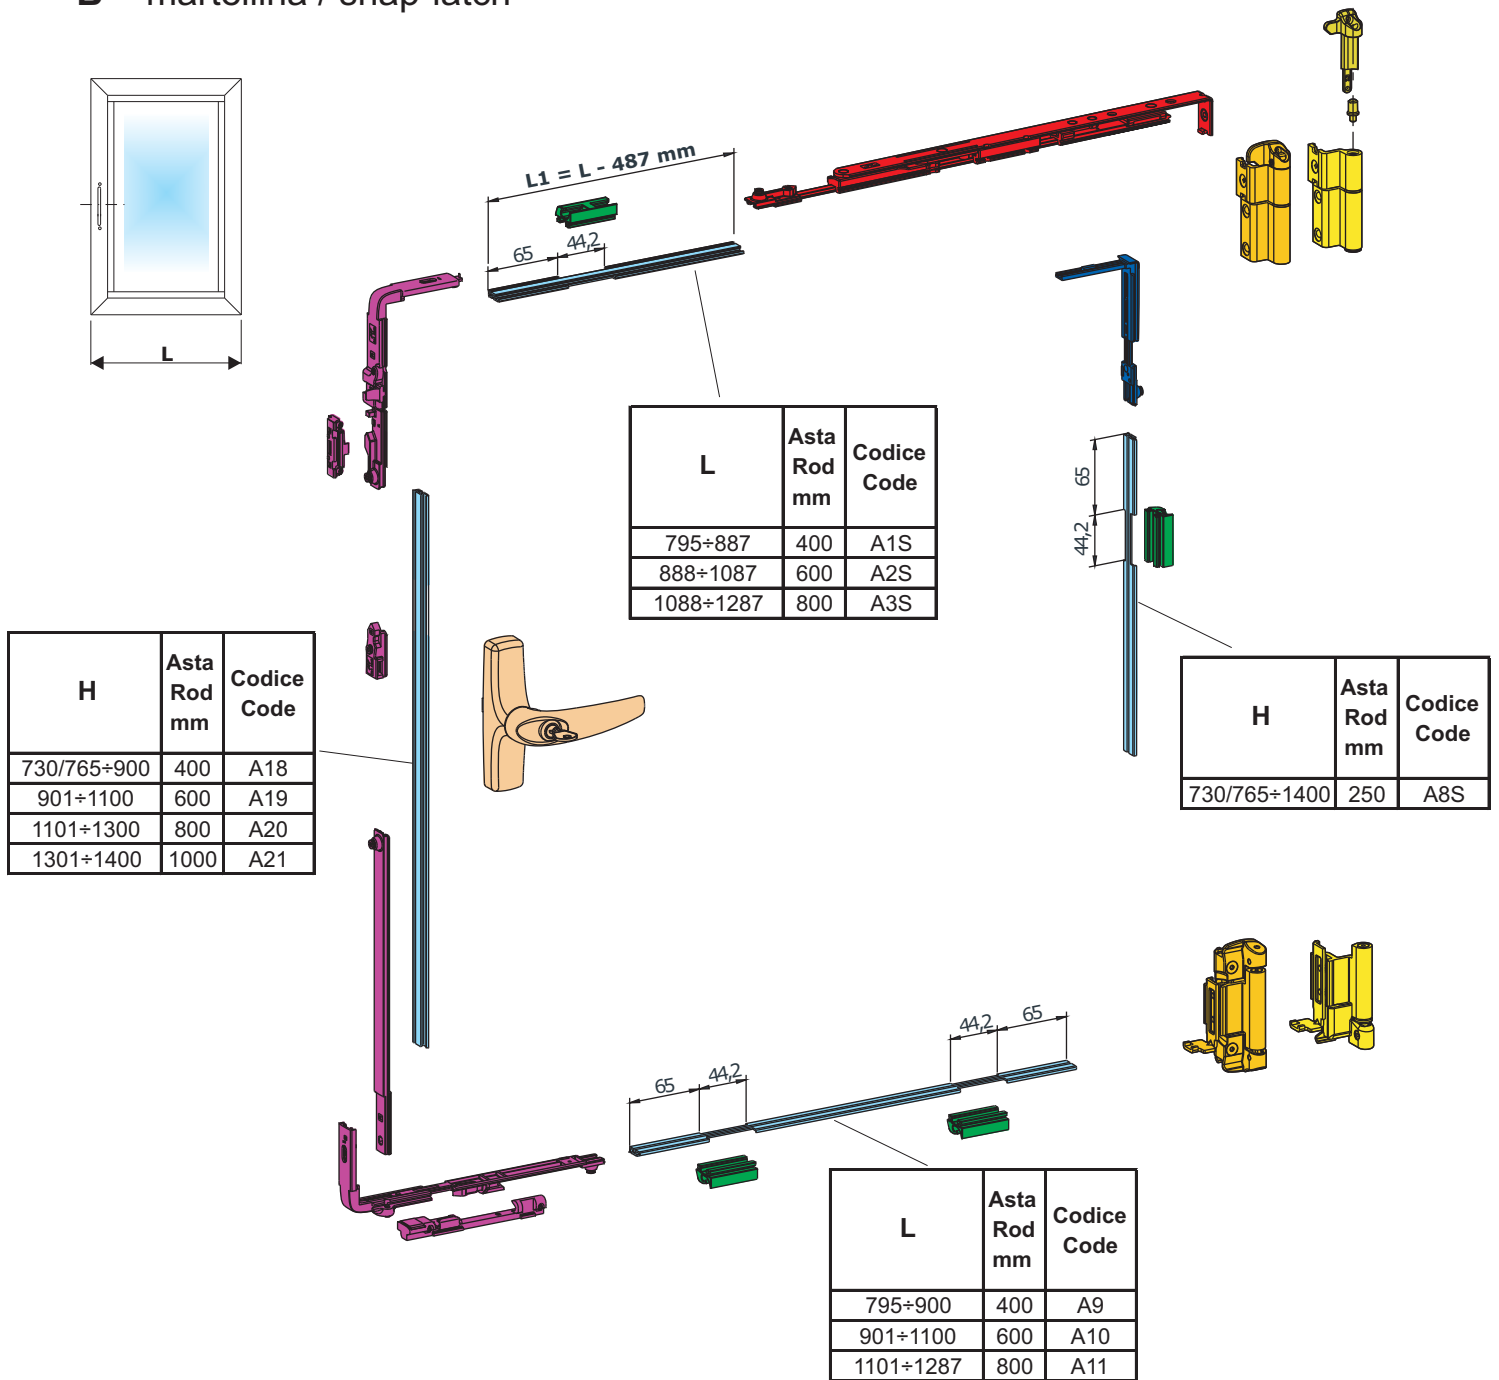 B martellina / snap-latch
L1 = L - 487 mm
65
44,2
L
65
44,2
L
Asta Rod mm
Codice Code
795÷887 400 A1S
888÷1087 600 A2S
1088÷1287 800 A3S
H
Asta Rod mm
Codice Code
730/765÷900 400 A18
901÷1100 600 A19
1101÷1300 800 A20
1301÷1400 1000 A21
H
Asta Rod mm
Codice Code
730/765÷1400 250 A8S
65
44,2
44,2
65
L
Asta Rod mm
Codice Code
795÷900 400 A9
901÷1100 600 A10
1101÷1287 800 A11